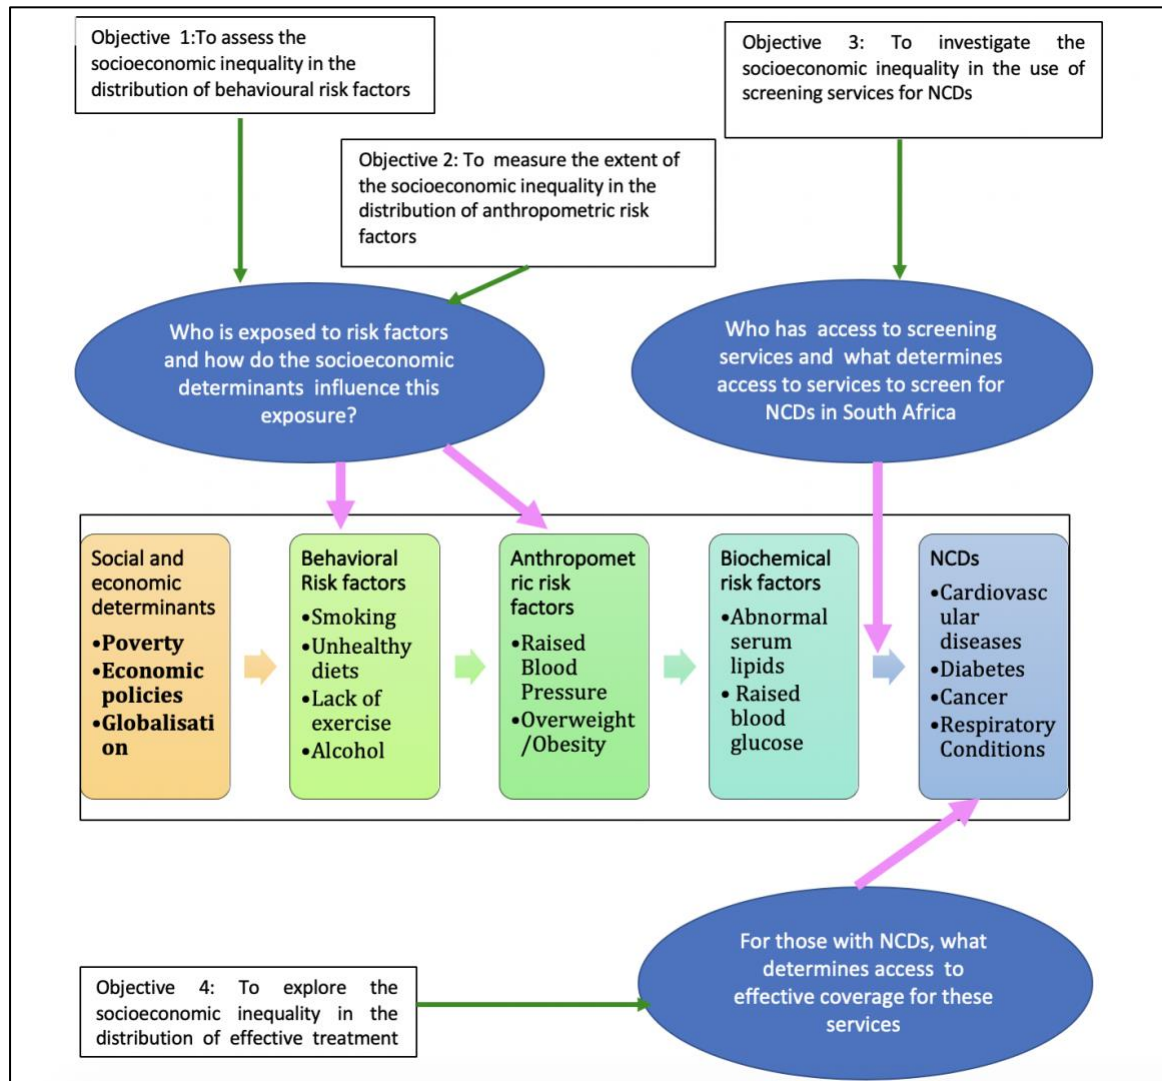 Objective 1:To assess the
socioeconomic inequality in the
distribution of behavioural risk factors
Objective 3: To investigate the
socioeconomic inequality in the use of
screening services for NCDs
Objective 2: To measure the extent of
the socioeconomic inequality in the
distribution of anthropometric risk
factors
Who is exposed to risk factors
and how do the socioeconomic
determinants influence this
exposure?
Who has access to screening
services and what determines
access to services to screen for
NCDs in South Africa
Social and
economic
determinants
•Poverty
•Economic
policies
•Globalisati
on
Behavioral
Risk factors
•Smoking
•Unhealthy
diets
•Lack of
exercise
•Alcohol
Anthropomet
ric risk
factors
•Raised
Blood
Pressure
•Overweight
/Obesity
Biochemical
risk factors
•Abnormal
serum
lipids
• Raised
blood
glucose
NCDs
•Cardiovasc
ular
diseases
•Diabetes
•Cancer
•Respiratory
Conditions
For those with NCDs, what
determines access to
effective coverage for these
services
Objective 4: To explore the
socioeconomic inequality in the
distribution of effective treatment